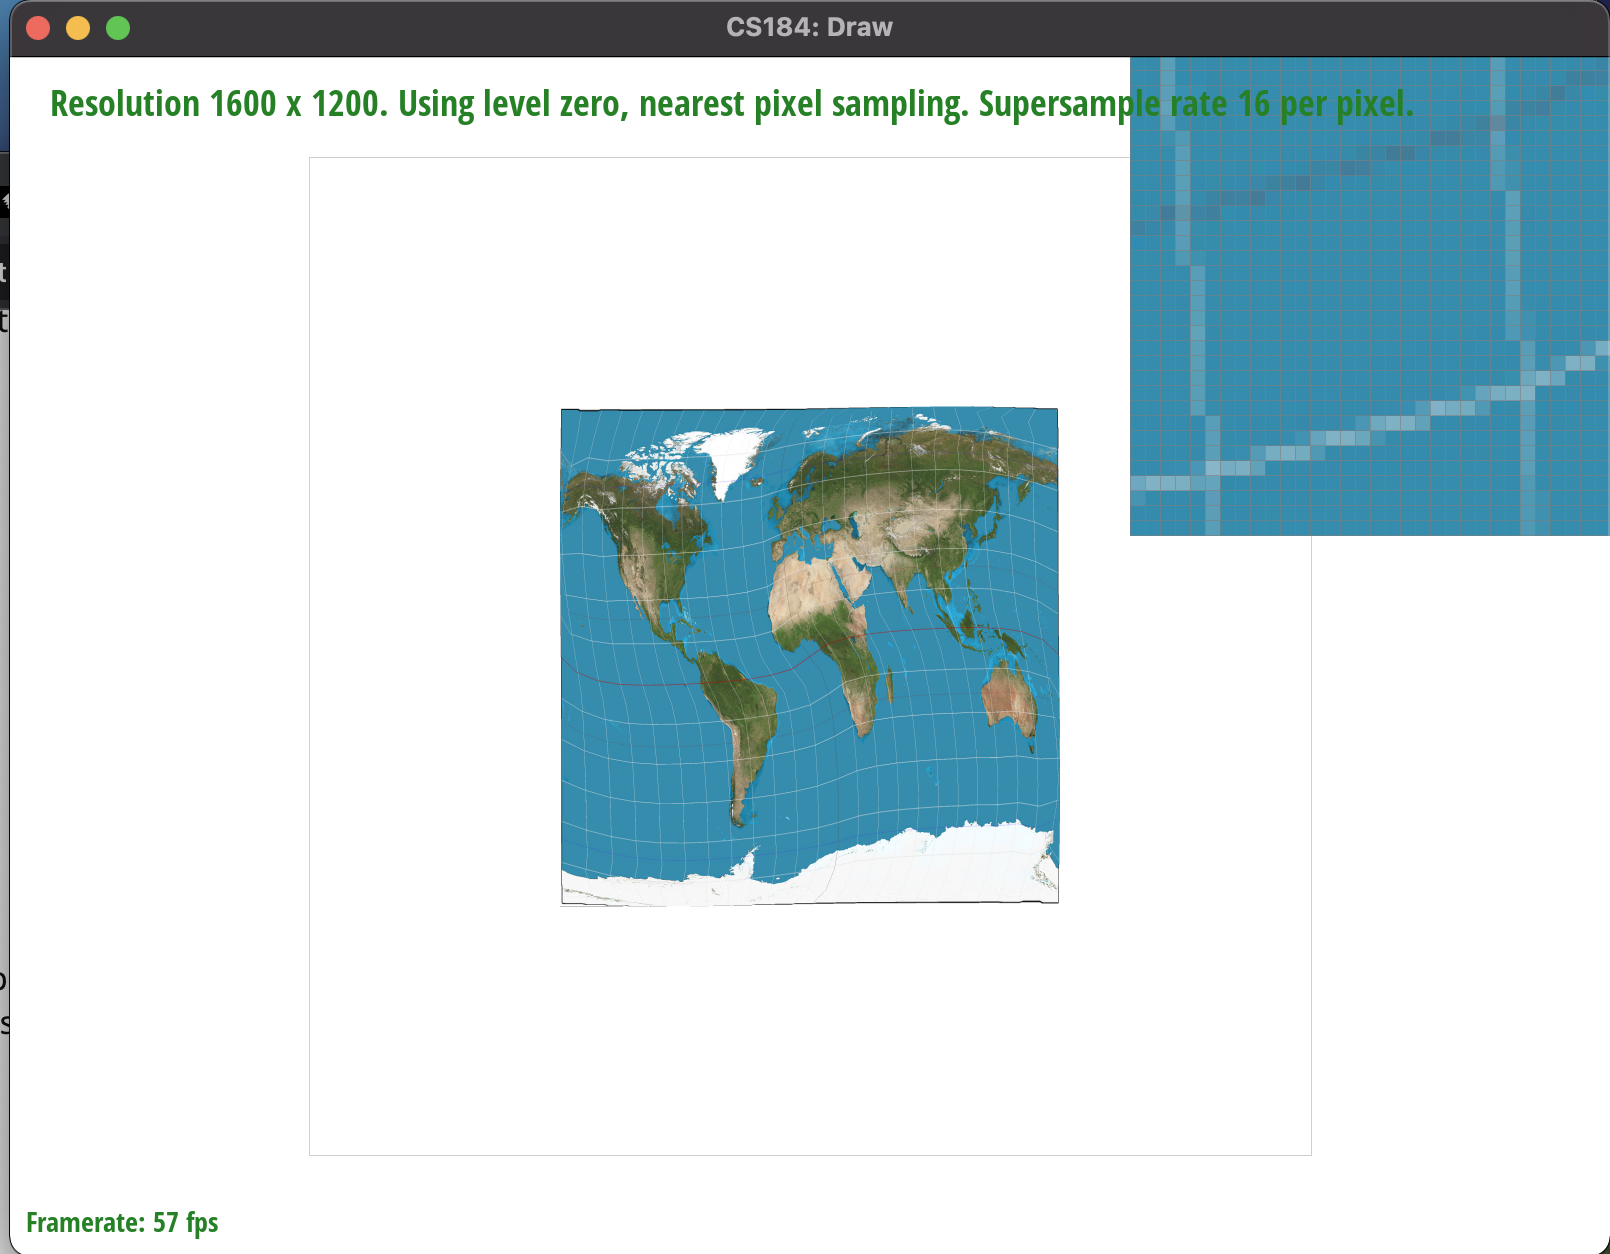 CS184: Draw
Resolution 1600 x 1200. Using level zero, nearest pixel sampling. Supersample rate 16 per pixel.
Framerate: 57 fps